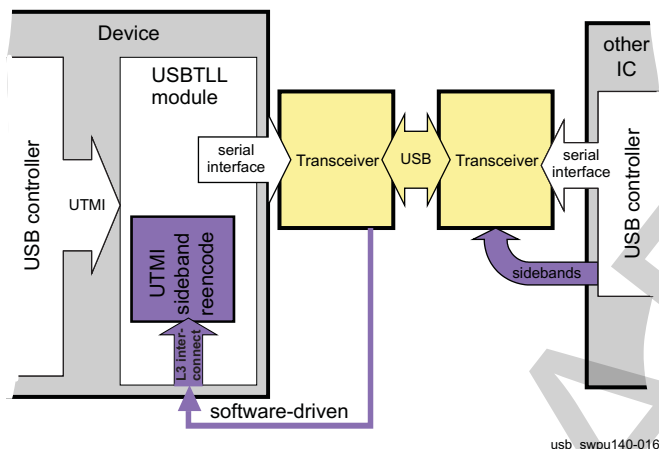 Device
other
IC
USBTLL
module
USB controller
UTMI
serial
interface
Transceiver
USB
Transceiver
serial
interface
USB controller
UTMI
sideband
reencode
sidebands
L3 inter-
connect
software-driven
usb_swpu140-016